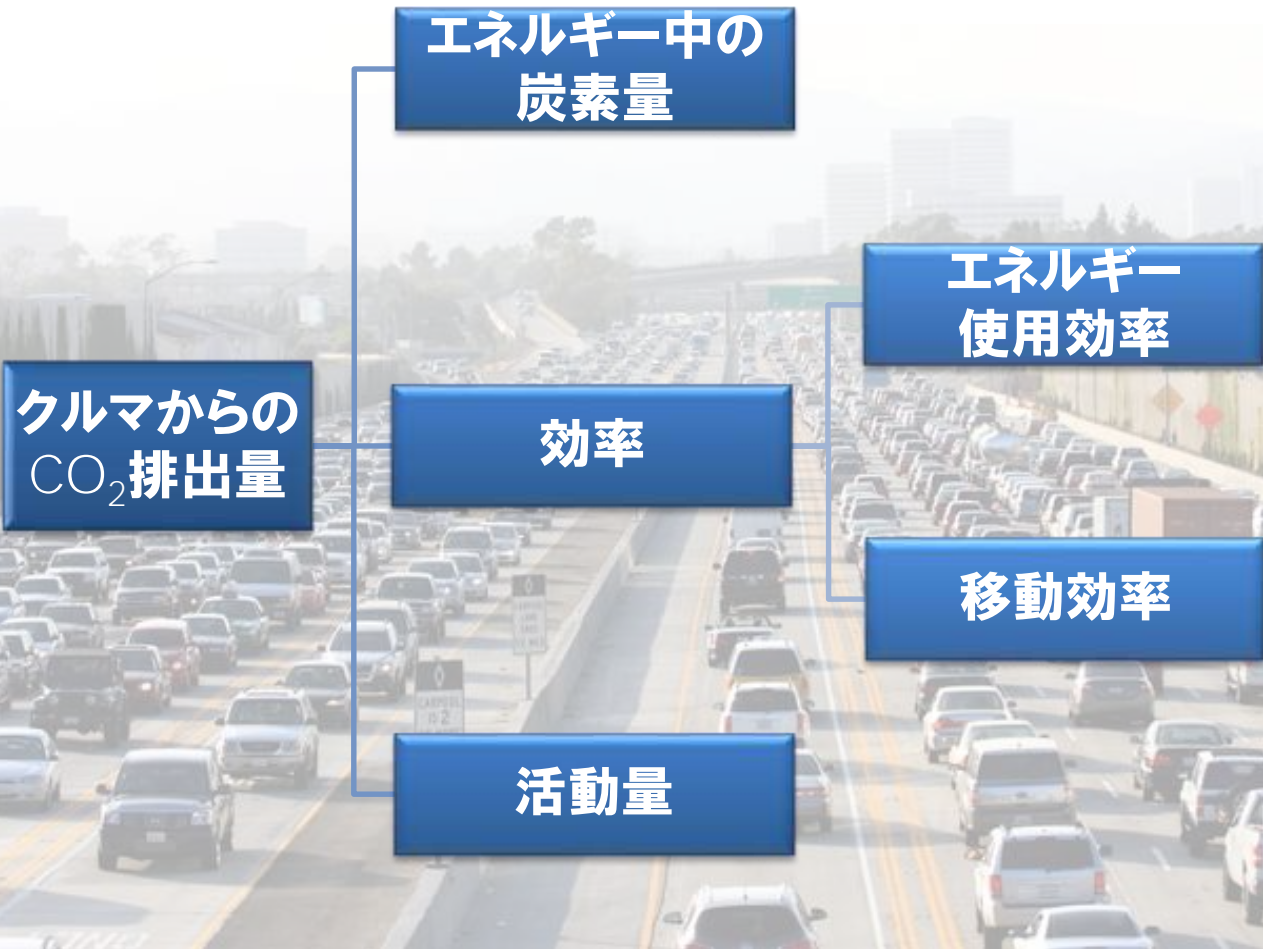 エネルギー中の
炭素量
エネルギー
使用効率
クルマからの
CO₂排出量
効率
移動効率
CARPOOL
活動量